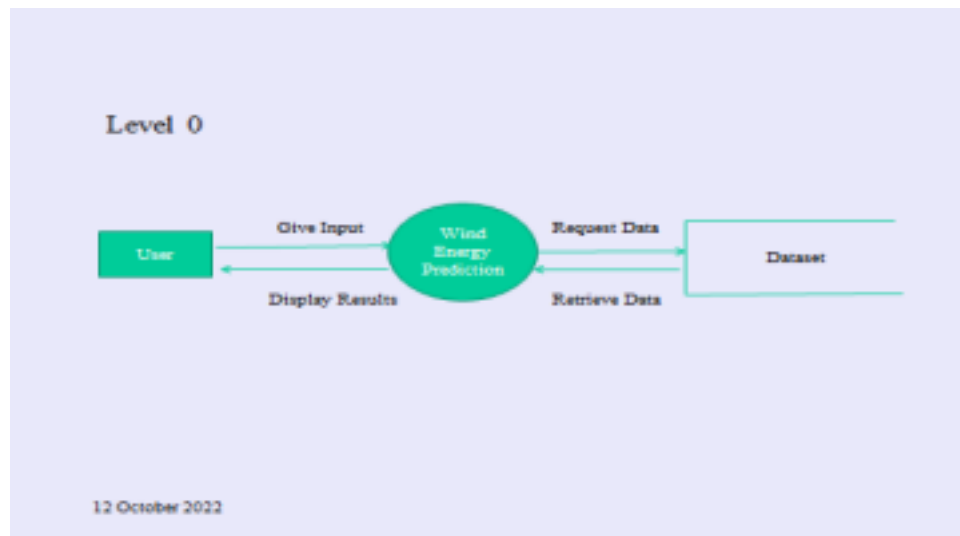 Level 0
Give Input
Wind
Energy
Prediction
Request Data
User
Dataset
Display Results
Retrieve Data
12 October 2022